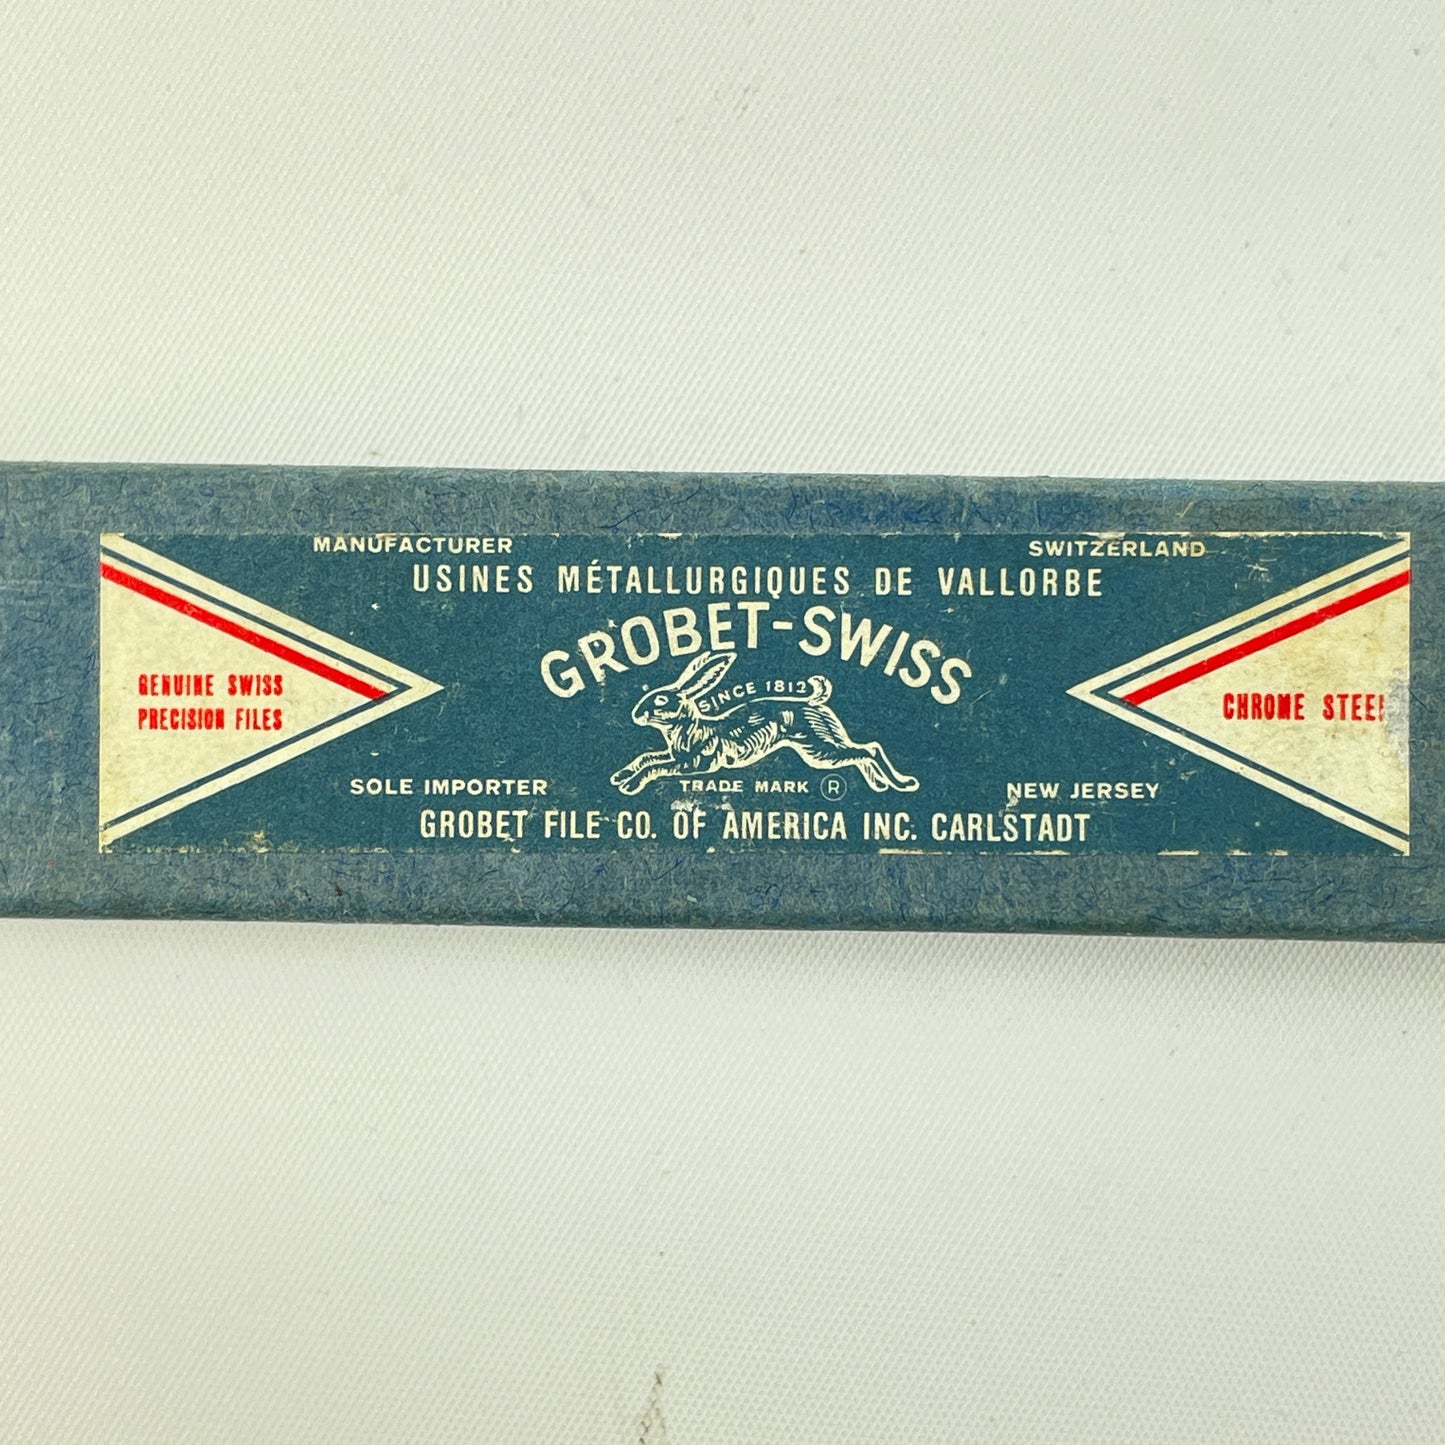 MANUFACTURER
SWITZERLAND
USINES MÉTALLURGIQUES DE VALLORBE
GROBET-SWISS
SINCE 1812
TRADE MARK ®
GENUINE SWISS
PRECISION FILES
CHROME STEEL
SOLE IMPORTER
NEW JERSEY
GROBET FILE CO. OF AMERICA INC. CARLSTADT